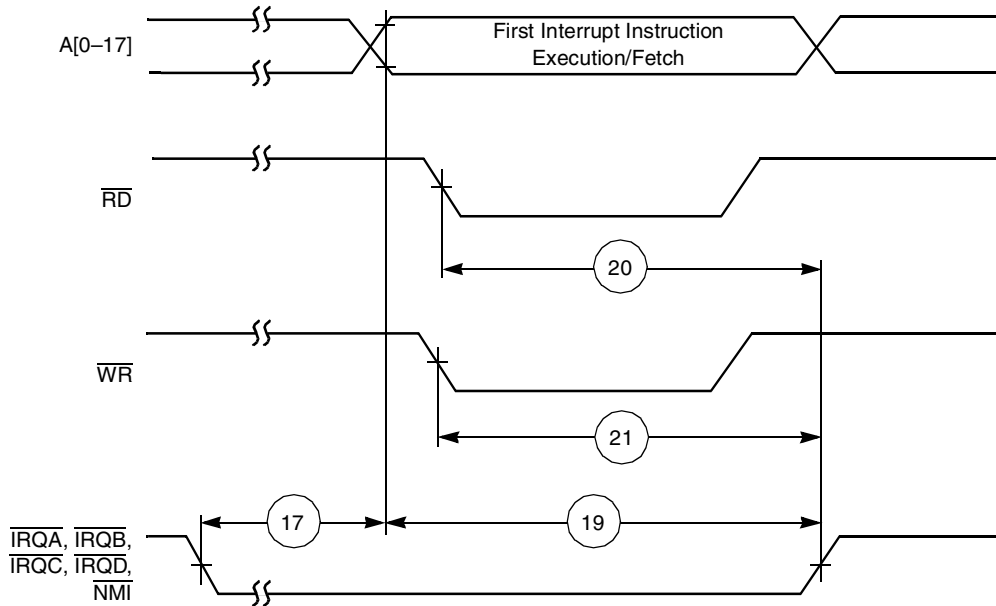 A[0–17]
First Interrupt Instruction
Execution/Fetch
RD
20
WR
21
17
19
IRQA, IRQB,
IRQC, IRQD,
NMI